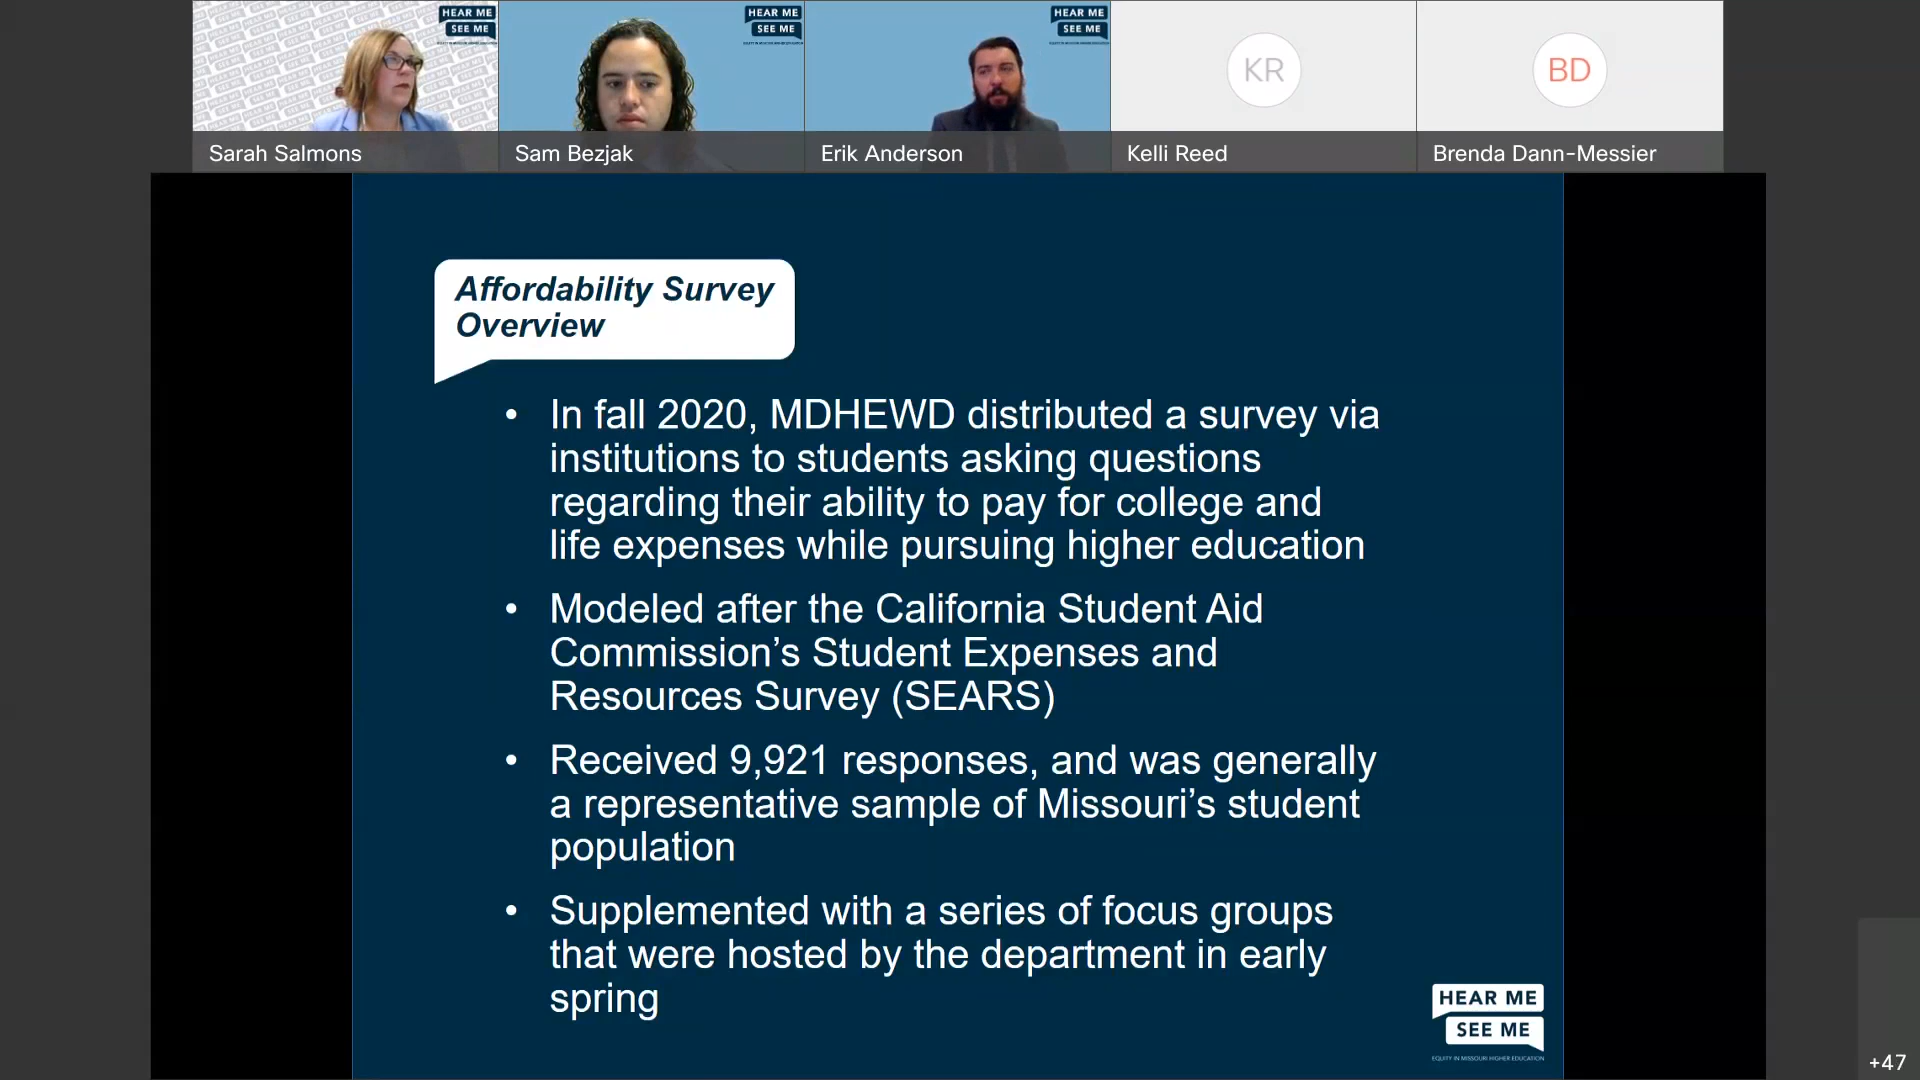 HEAR ME
SEE ME
HEAR ME
SEE ME
HEAR ME
SEE ME
KR
BD
Sarah Salmons
Sam Bezjak
Erik Anderson
Kelli Reed
Brenda Dann-Messier
Affordability Survey
Overview
• In fall 2020, MDHEWD distributed a survey via
institutions to students asking questions
regarding their ability to pay for college and
life expenses while pursuing higher education
• Modeled after the California Student Aid
Commission’s Student Expenses and
Resources Survey (SEARS)
• Received 9,921 responses, and was generally
a representative sample of Missouri’s student
population
• Supplemented with a series of focus groups
that were hosted by the department in early
spring
HEAR ME
SEE ME
EQUITY IN MISSOURI HIGHER EDUCATION
+47